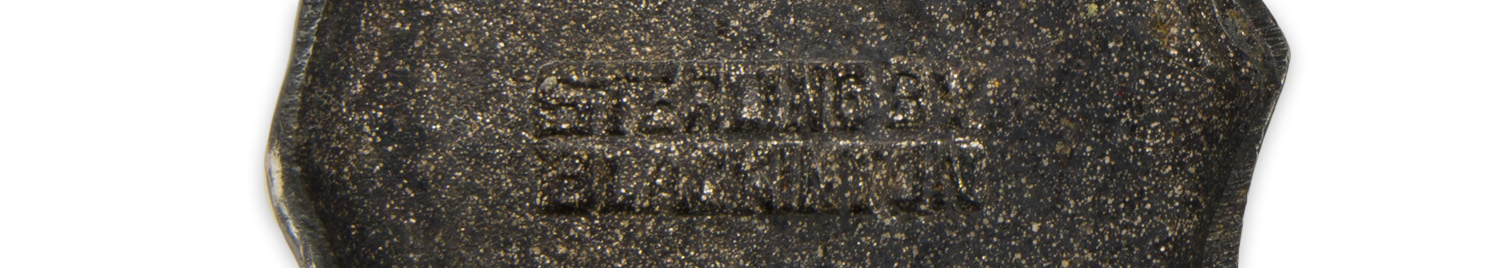 STERLING BY
BLACKINTON